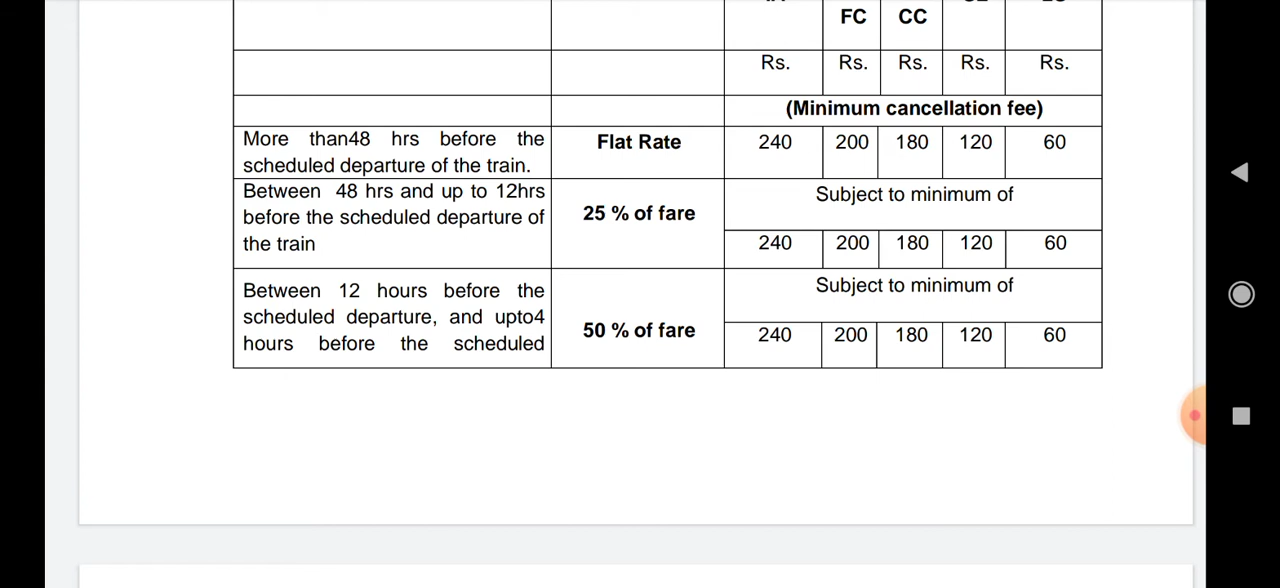 FC CC
Rs. Rs. Rs. Rs. Rs.
(Minimum cancellation fee)
More than48 hrs before the
scheduled departure of the train.
Flat Rate
240 200 180 120 60
Between 48 hrs and up to 12hrs
before the scheduled departure of
the train
25 % of fare
Subject to minimum of
240 200 180 120 60
Between 12 hours before the
scheduled departure, and upto4
hours before the scheduled
50 % of fare
Subject to minimum of
240 200 180 120 60